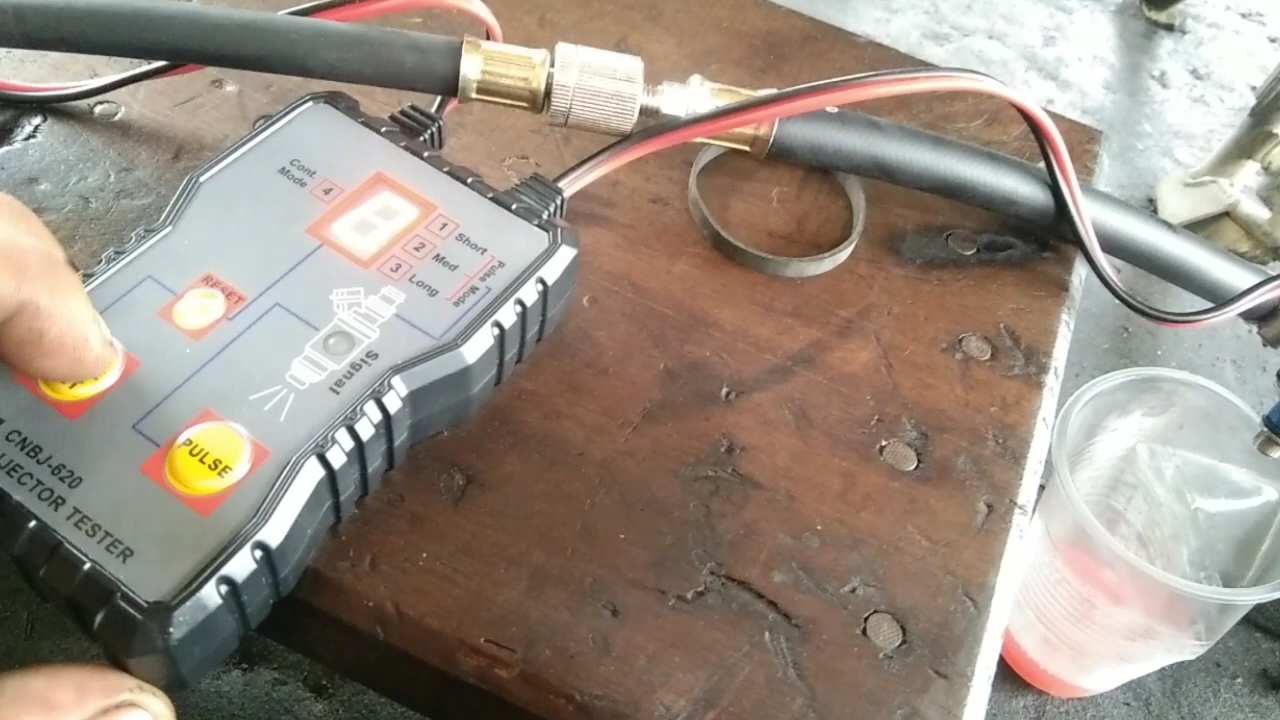 Cont.
Mode 4
1 Short
2 Med
3 Long
Pulse Mode
RESET
Signal
PULSE
CNBJ-620
JECTOR TESTER